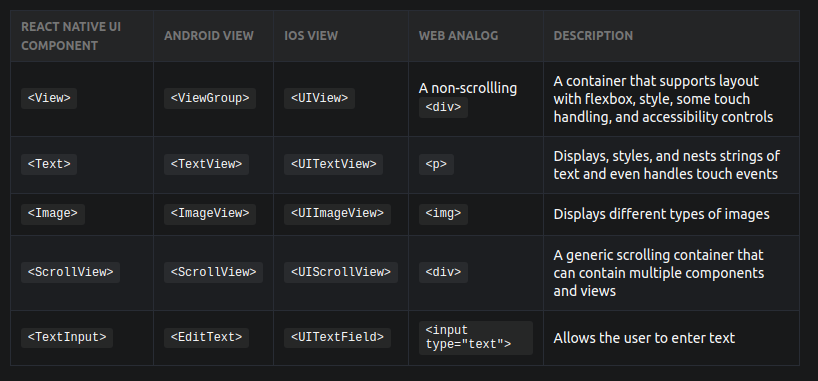 REACT NATIVE UI COMPONENT ANDROID VIEW IOS VIEW WEB ANALOG DESCRIPTION
<View> <ViewGroup> <UIView> A non-scrollling <div> A container that supports layout with flexbox, style, some touch handling, and accessibility controls
<Text> <TextView> <UITextView> <p> Displays, styles, and nests strings of text and even handles touch events
<Image> <ImageView> <UIImageView> <img> Displays different types of images
<ScrollView> <ScrollView> <UIScrollView> <div> A generic scrolling container that can contain multiple components and views
<TextInput> <EditText> <UITextField> <input type="text"> Allows the user to enter text